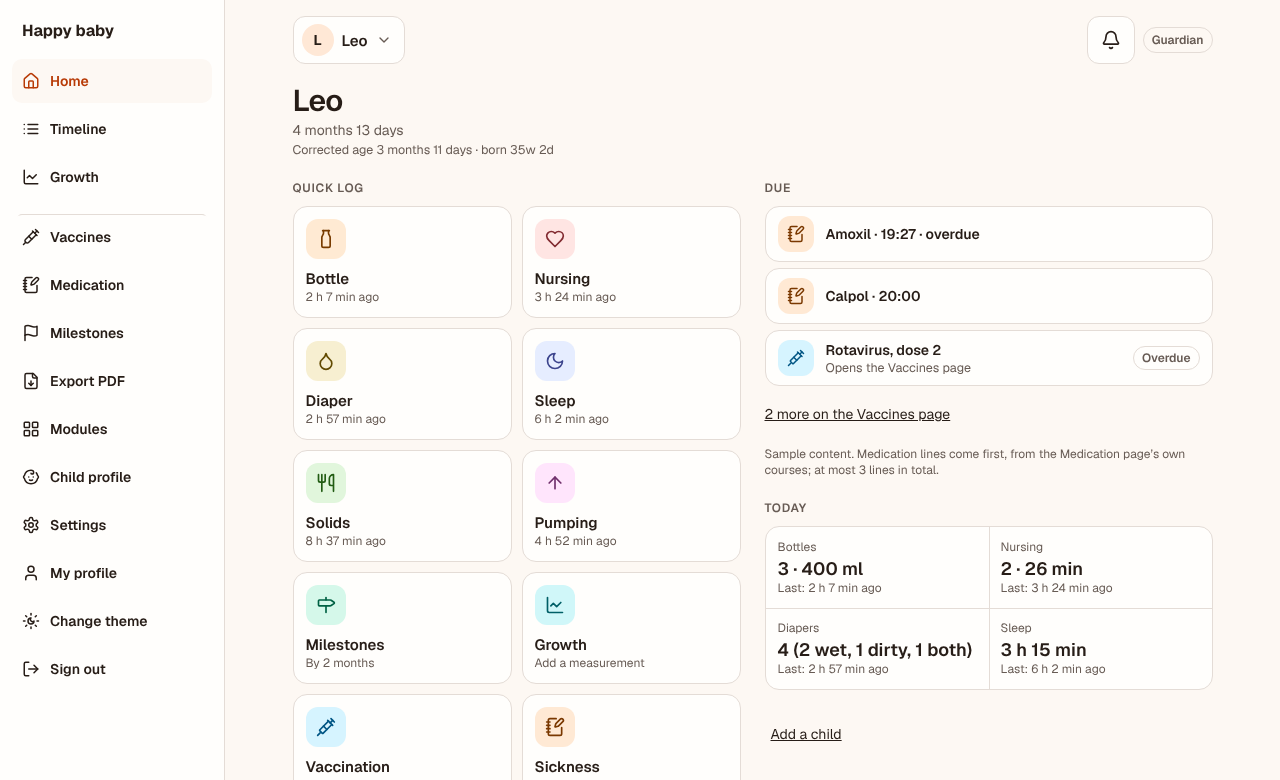 Happy baby
Home
Timeline
Growth
Vaccines
Medication
Milestones
Export PDF
Modules
Child profile
Settings
My profile
Change theme
Sign out
L Leo
Guardian
Leo
4 months 13 days
Corrected age 3 months 11 days · born 35w 2d
QUICK LOG
Bottle
2 h 7 min ago
Nursing
3 h 24 min ago
Diaper
2 h 57 min ago
Sleep
6 h 2 min ago
Solids
8 h 37 min ago
Pumping
4 h 52 min ago
Milestones
By 2 months
Growth
Add a measurement
Vaccination
Sickness
DUE
Amoxil · 19:27 · overdue
Calpol · 20:00
Rotavirus, dose 2
Opens the Vaccines page
Overdue
2 more on the Vaccines page
Sample content. Medication lines come first, from the Medication page's own
courses; at most 3 lines in total.
TODAY
Bottles
3 · 400 ml
Last: 2 h 7 min ago
Nursing
2 · 26 min
Last: 3 h 24 min ago
Diapers
4 (2 wet, 1 dirty, 1 both)
Last: 2 h 57 min ago
Sleep
3 h 15 min
Last: 6 h 2 min ago
Add a child